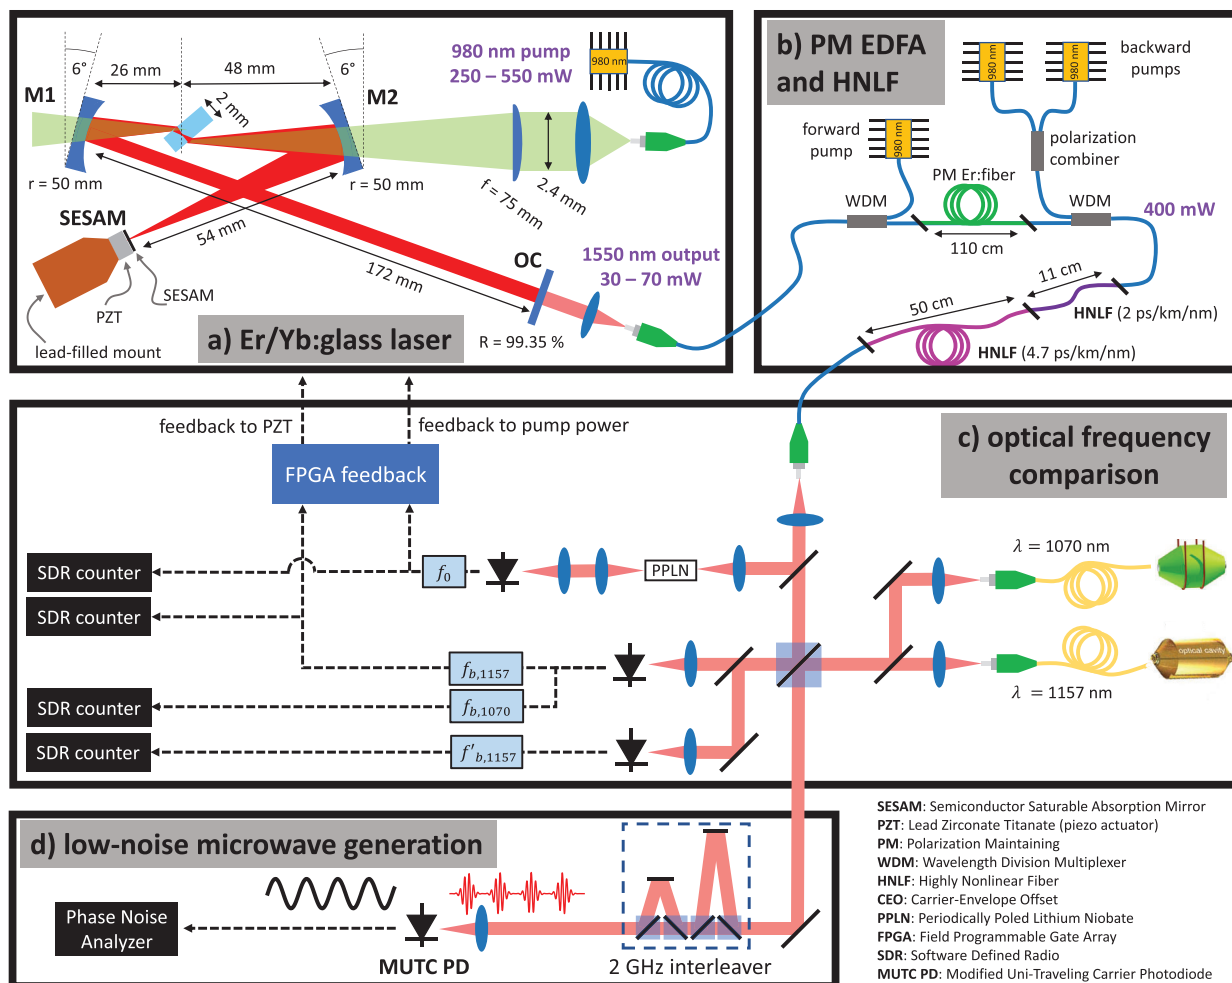 6°
26 mm
48 mm
6°
M1
M2
2 mm
980 nm pump
250 – 550 mW
980 nm
r = 50 mm
r = 50 mm
f = 75 mm
2.4 mm
SESAM
54 mm
172 mm
OC
1550 nm output
30 – 70 mW
SESAM
PZT
lead-filled mount
a) Er/Yb:glass laser
R = 99.35 %
b) PM EDFA
and HNLF
980 nm
980 nm
backward
pumps
forward
pump
980 nm
polarization
combiner
PM Er:fiber
WDM
WDM
400 mW
110 cm
11 cm
50 cm
HNLF (2 ps/km/nm)
HNLF (4.7 ps/km/nm)
feedback to PZT
feedback to pump power
FPGA feedback
c) optical frequency
comparison
SDR counter
f0
PPLN
λ = 1070 nm
SDR counter
fb,1157
optical cavity
λ = 1157 nm
SDR counter
fb,1070
SDR counter
f'b,1157
d) low-noise microwave generation
Phase Noise
Analyzer
MUTC PD
2 GHz interleaver
SESAM: Semiconductor Saturable Absorption Mirror
PZT: Lead Zirconate Titanate (piezo actuator)
PM: Polarization Maintaining
WDM: Wavelength Division Multiplexer
HNLF: Highly Nonlinear Fiber
CEO: Carrier-Envelope Offset
PPLN: Periodically Poled Lithium Niobate
FPGA: Field Programmable Gate Array
SDR: Software Defined Radio
MUTC PD: Modified Uni-Traveling Carrier Photodiode